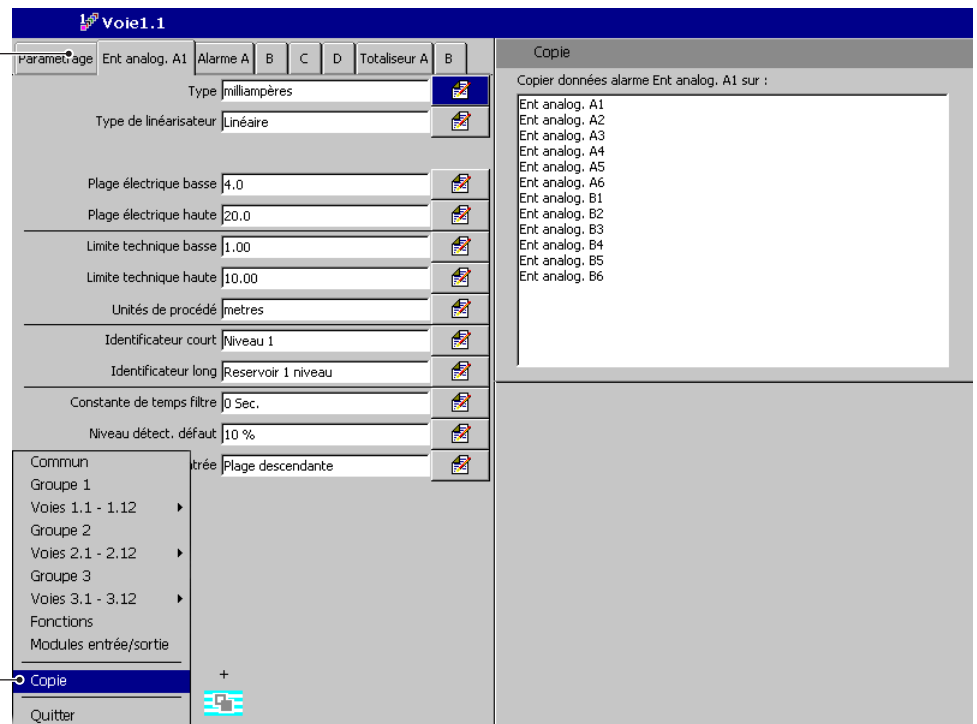 Voie1.1
Paramétrage
Ent analog. A1
Alarme A
B
C
D
Totaliseur A
B
Type milliampères
Type de linéarisateur Linéaire
Plage électrique basse 4.0
Plage électrique haute 20.0
Limite technique basse 1.00
Limite technique haute 10.00
Unités de procédé metres
Identificateur court Niveau 1
Identificateur long Reservoir 1 niveau
Constante de temps filtre 0 Sec.
Niveau détect. défaut 10 %
Plage descendante
Commun
Groupe 1
Voies 1.1 - 1.12
Groupe 2
Voies 2.1 - 2.12
Groupe 3
Voies 3.1 - 3.12
Fonctions
Modules entrée/sortie
Copie
Quitter
+
Copie
Copier données alarme Ent analog. A1 sur :
Ent analog. A1
Ent analog. A2
Ent analog. A3
Ent analog. A4
Ent analog. A5
Ent analog. A6
Ent analog. B1
Ent analog. B2
Ent analog. B3
Ent analog. B4
Ent analog. B5
Ent analog. B6